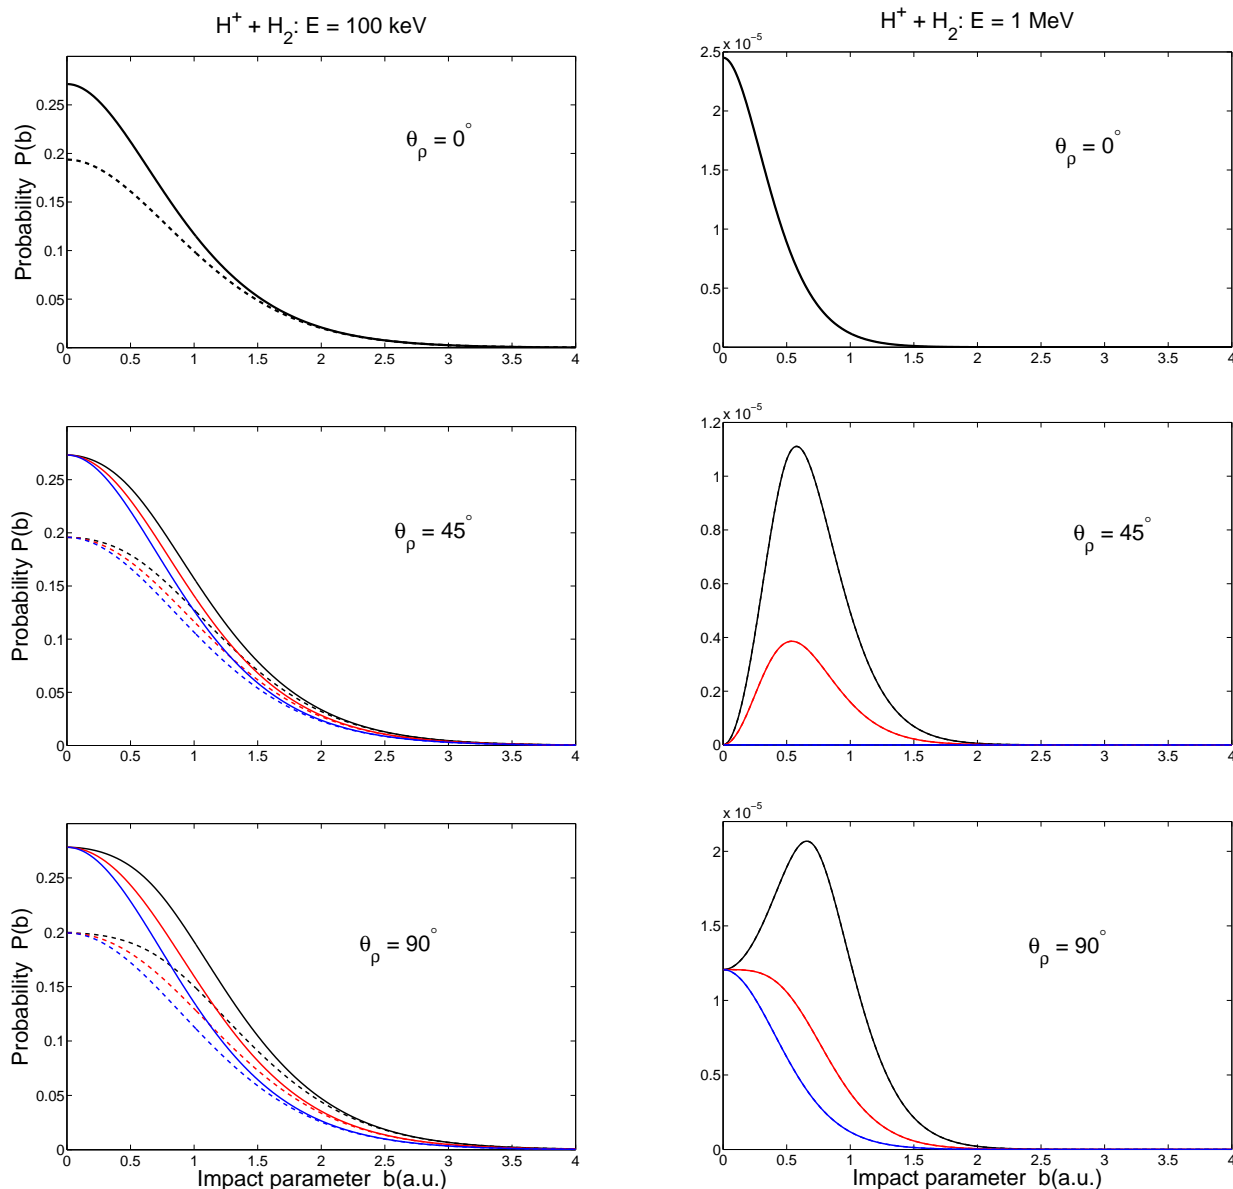 H+ + H2: E = 100 keV
Probability P(b)
0.25
0.2
0.15
0.1
0.05
0
θρ = 0°
0 0.5 1 1.5 2 2.5 3 3.5 4
H+ + H2: E = 1 MeV
x 10−5
2.5
2
1.5
1
0.5
0
θρ = 0°
0 0.5 1 1.5 2 2.5 3 3.5 4
Probability P(b)
0.25
0.2
0.15
0.1
0.05
0
θρ = 45°
0 0.5 1 1.5 2 2.5 3 3.5 4
x 10−5
1.2
1
0.8
0.6
0.4
0.2
0
θρ = 45°
0 0.5 1 1.5 2 2.5 3 3.5 4
Probability P(b)
0.25
0.2
0.15
0.1
0.05
0
θρ = 90°
0 0.5 1 1.5 2 2.5 3 3.5 4
Impact parameter b(a.u.)
x 10−5
2
1.5
1
0.5
0
θρ = 90°
0 0.5 1 1.5 2 2.5 3 3.5 4
Impact parameter b(a.u.)